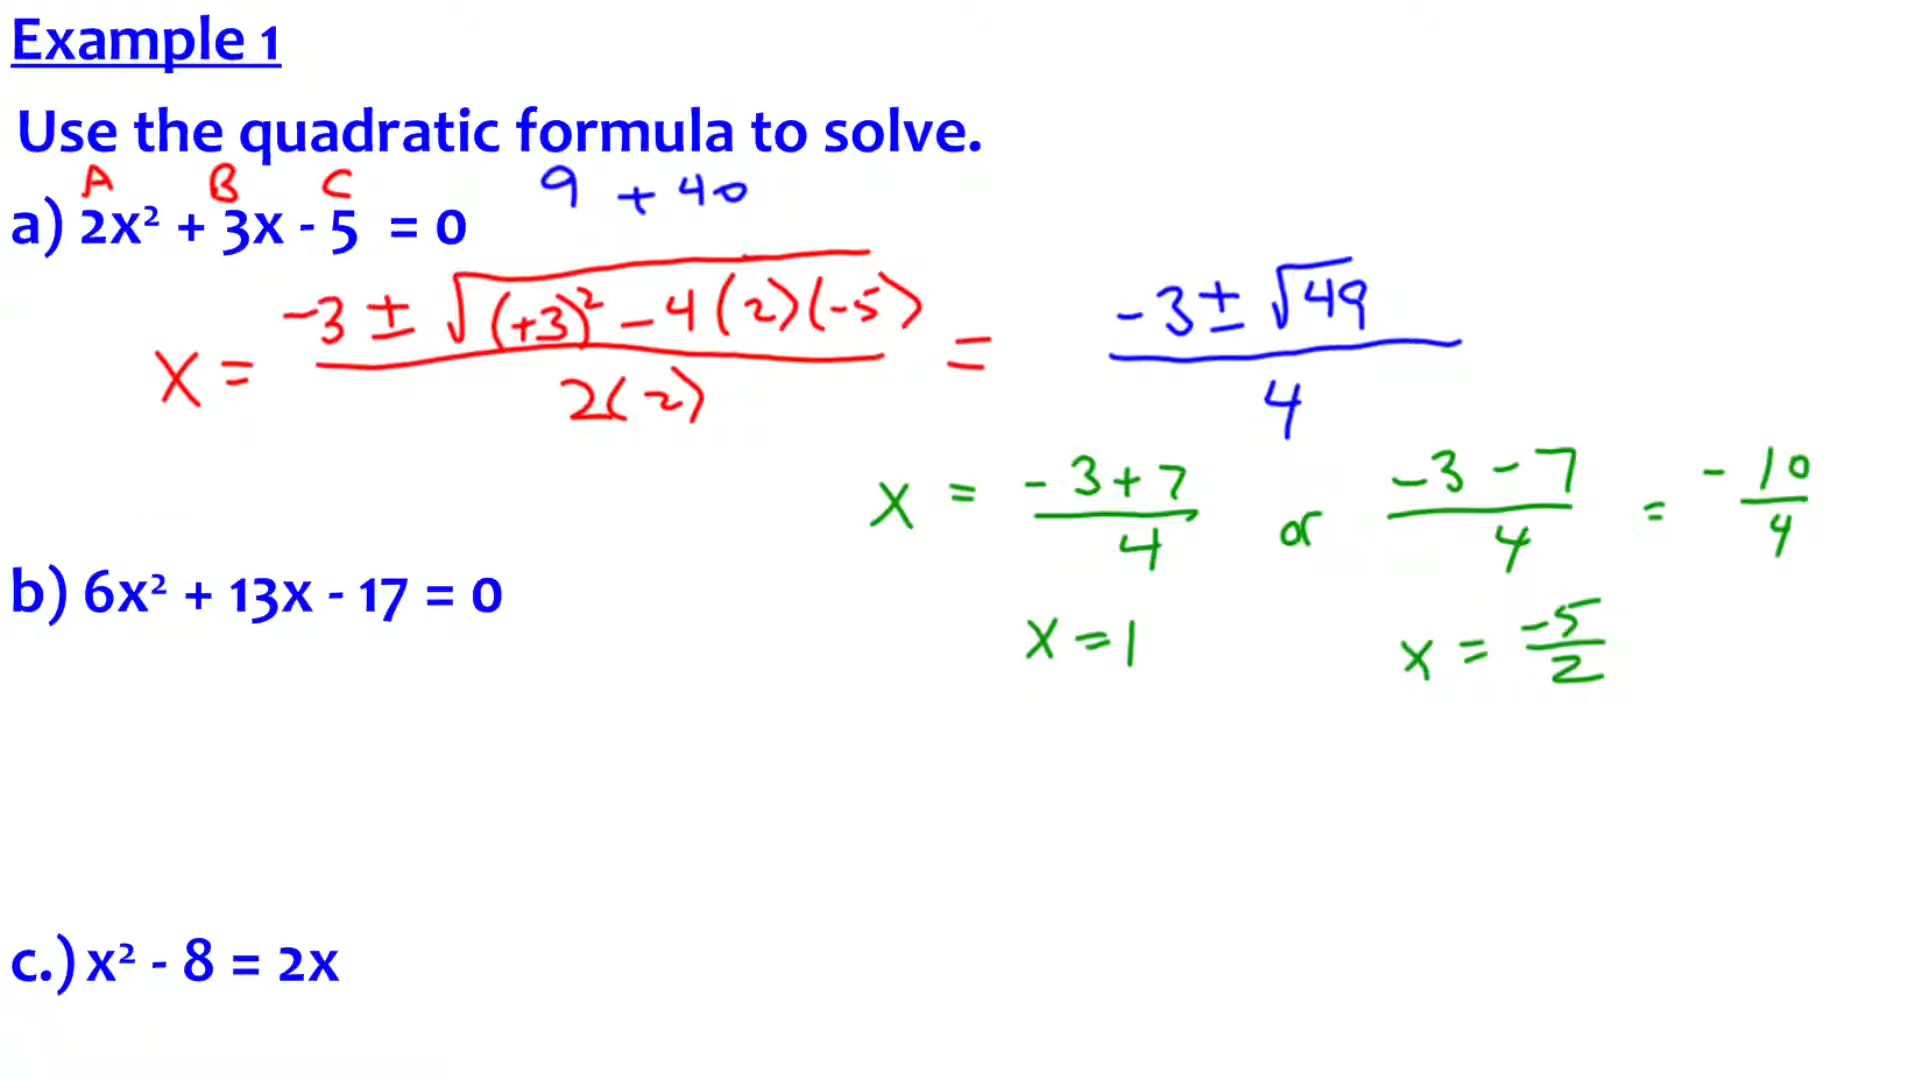 Example 1
Use the quadratic formula to solve.
A B C 9 + 40
a) 2x² + 3x - 5 = 0
x = (-3 ± √((+3)² - 4(2)(-5))) / 2(2) = (-3 ± √49) / 4
x = (-3 + 7) / 4 or (-3 - 7) / 4 = -10/4
b) 6x² + 13x - 17 = 0
x = 1 x = -5/2
c.) x² - 8 = 2x